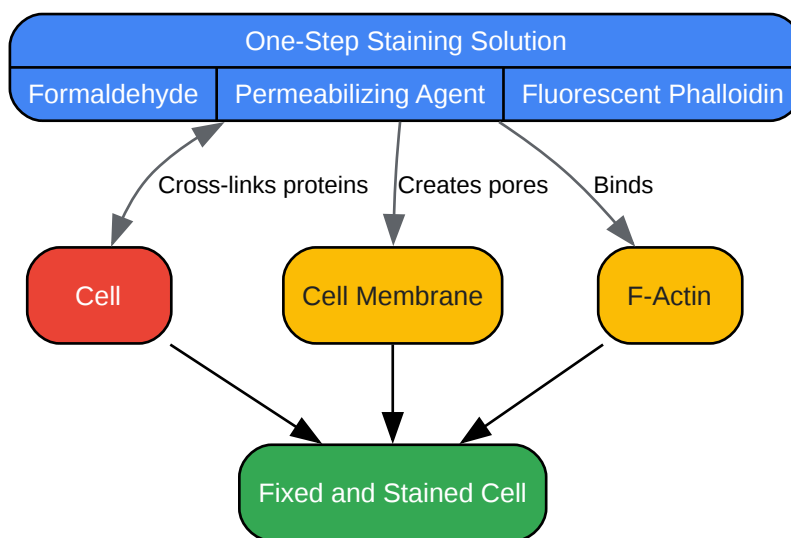 One-Step Staining Solution
Formaldehyde
Permeabilizing Agent
Fluorescent Phalloidin
Cross-links proteins
Creates pores
Binds
Cell
Cell Membrane
F-Actin
Fixed and Stained Cell